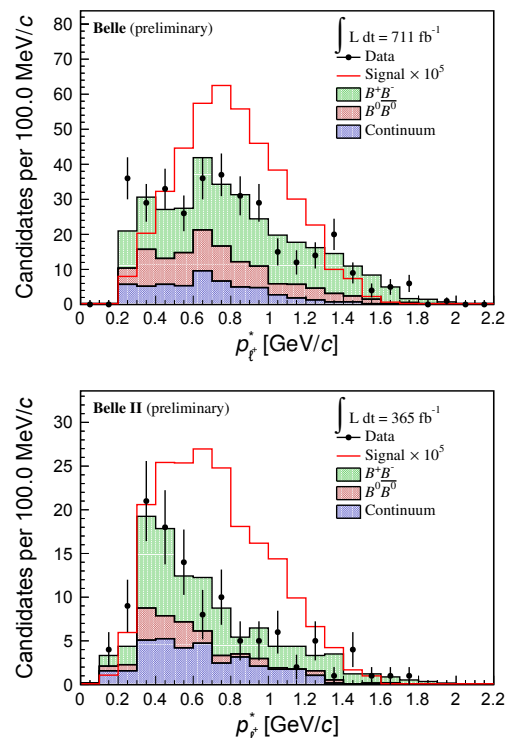 Belle (preliminary)
∫ L dt = 711 fb⁻¹
Data
Signal × 10⁵
B⁺B⁻
B⁰B̅⁰
Continuum
Candidates per 100.0 MeV/c
80
70
60
50
40
30
20
10
0
0 0.2 0.4 0.6 0.8 1 1.2 1.4 1.6 1.8 2 2.2
p*ℓ⁺ [GeV/c]
Belle II (preliminary)
∫ L dt = 365 fb⁻¹
Data
Signal × 10⁵
B⁺B⁻
B⁰B̅⁰
Continuum
Candidates per 100.0 MeV/c
30
25
20
15
10
5
0
0 0.2 0.4 0.6 0.8 1 1.2 1.4 1.6 1.8 2 2.2
p*ℓ⁺ [GeV/c]